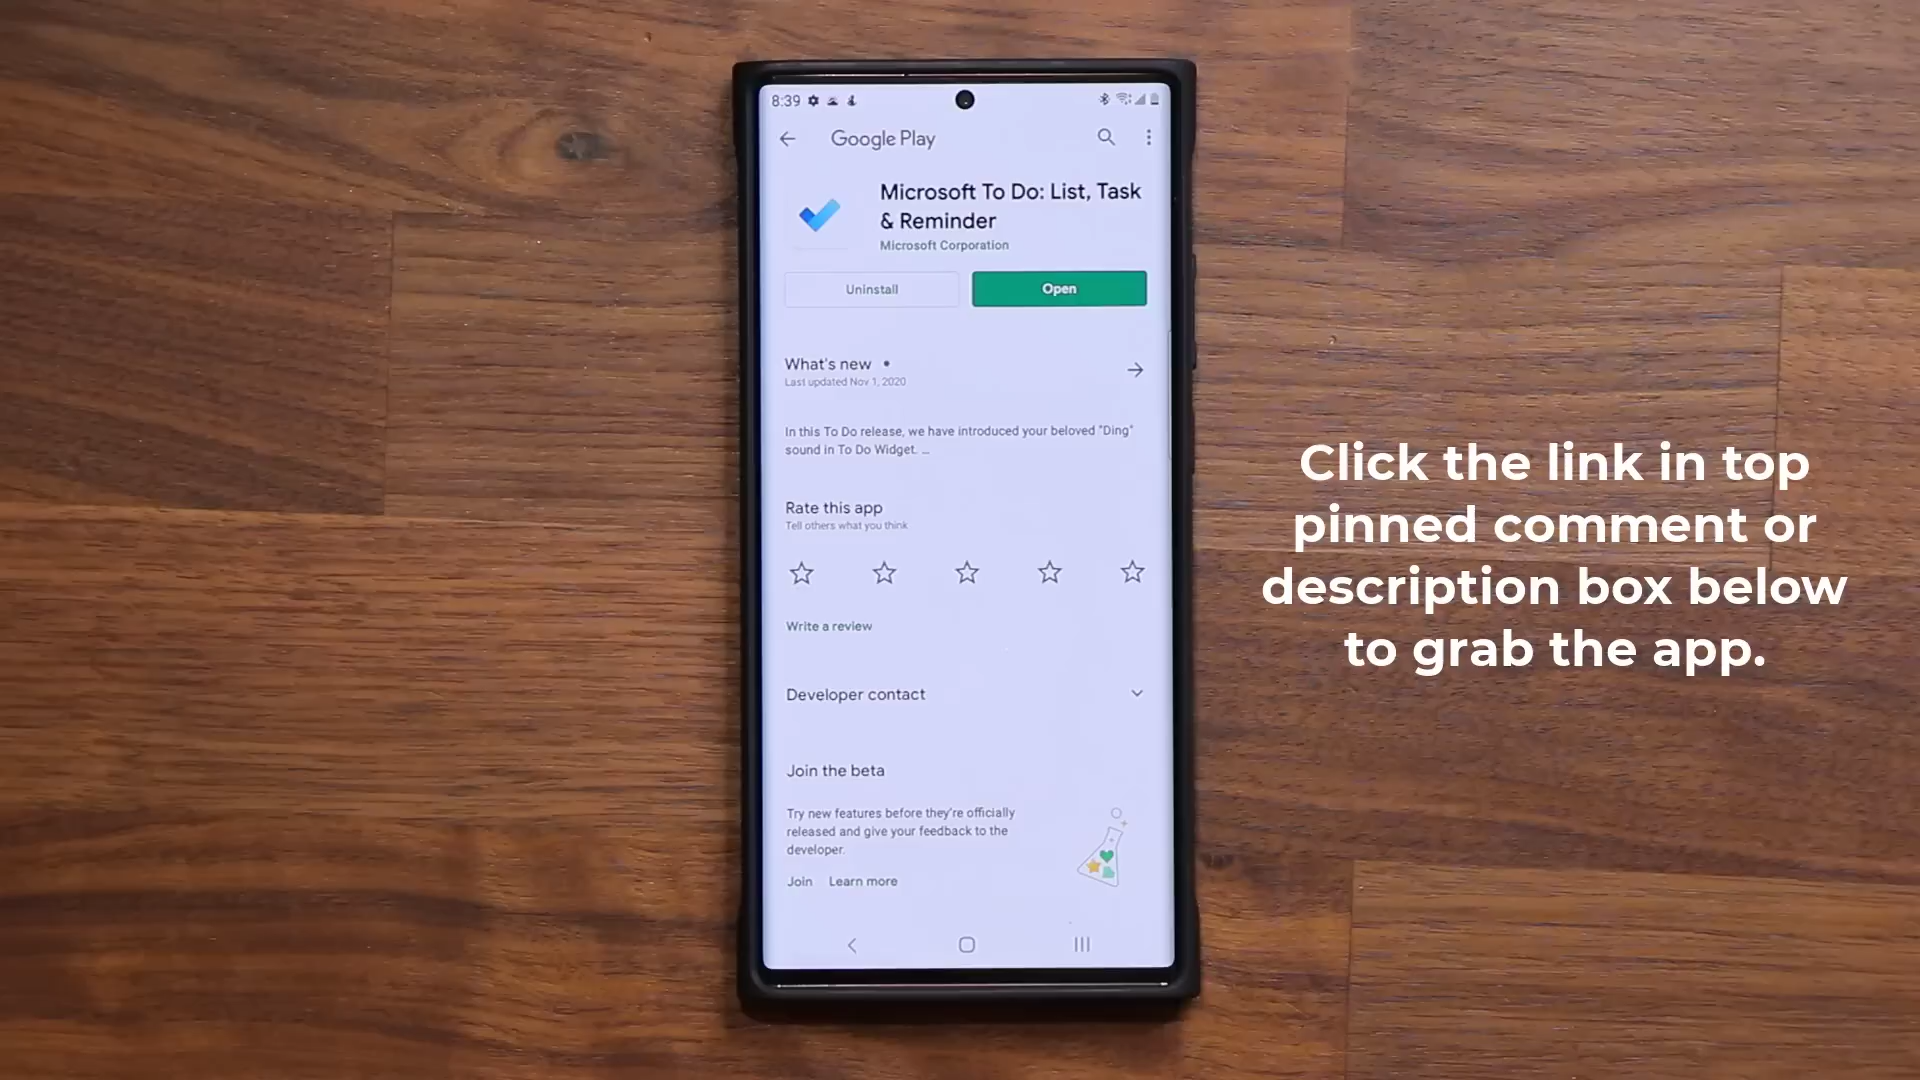 8:39
Google Play
Microsoft To Do: List, Task
& Reminder
Microsoft Corporation
Uninstall
Open
What's new •
Last updated Nov 1, 2020
In this To Do release, we have introduced your beloved "Ding"
sound in To Do Widget. ...
Rate this app
Tell others what you think
Write a review
Developer contact
Join the beta
Try new features before they're officially
released and give your feedback to the
developer.
Join
Learn more
Click the link in top
pinned comment or
description box below
to grab the app.